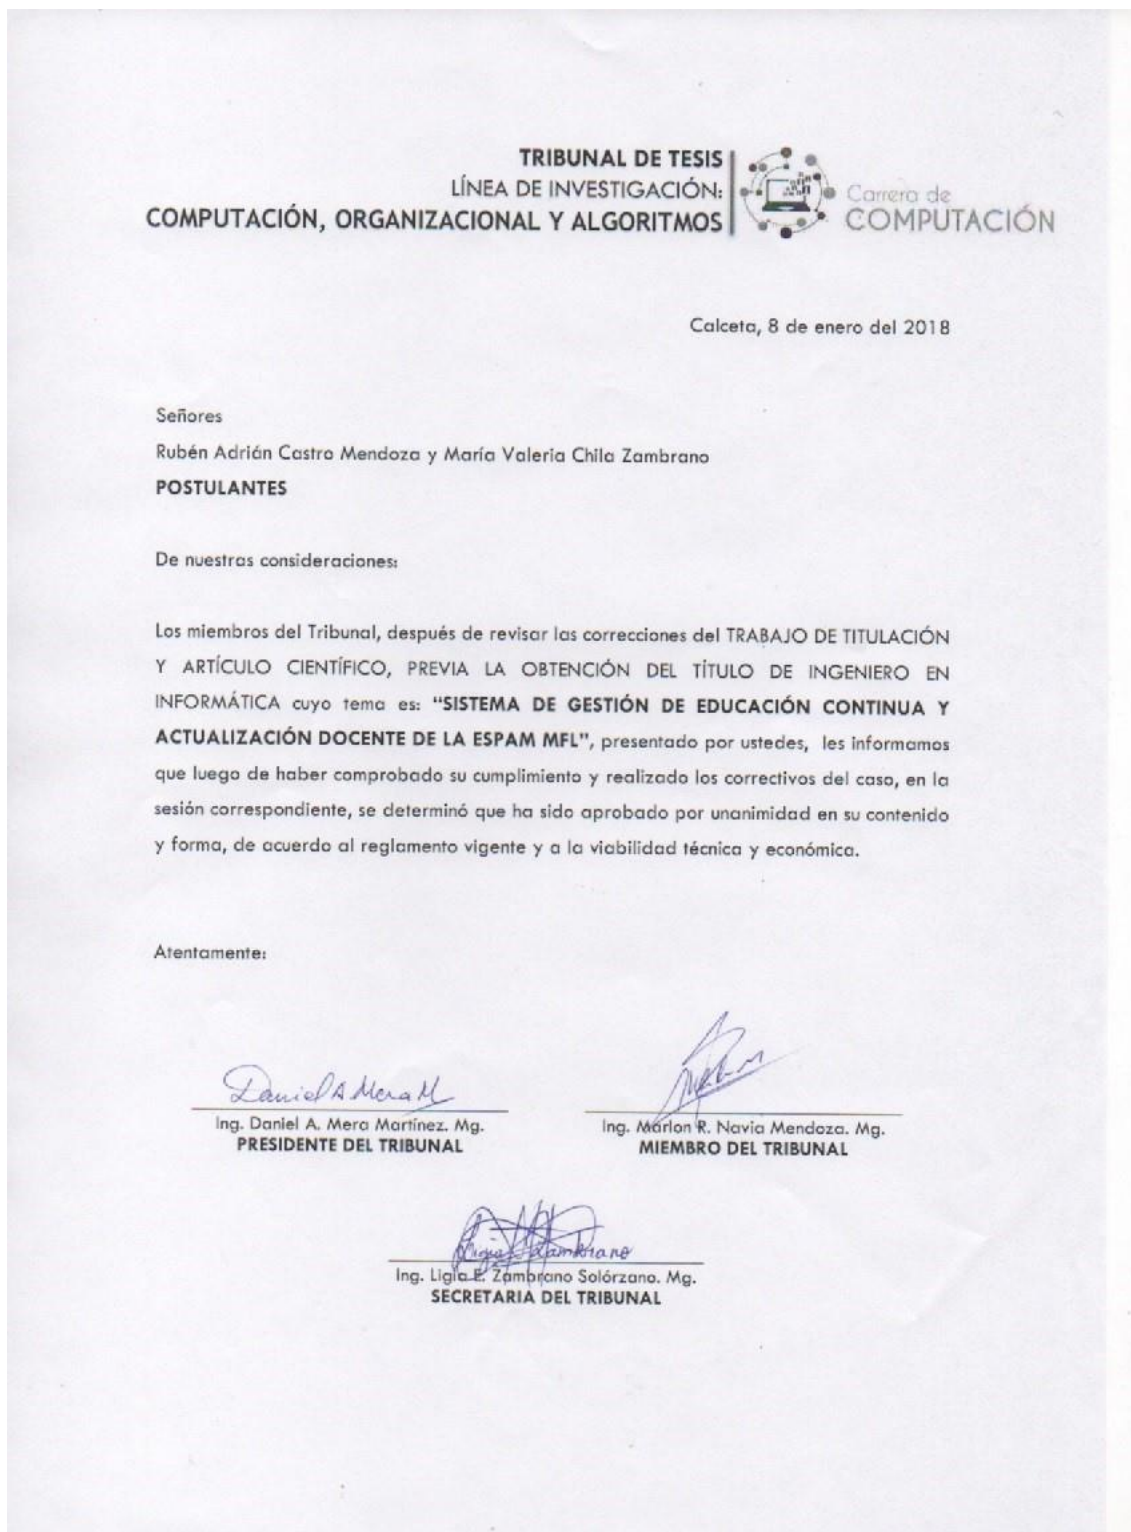 TRIBUNAL DE TESIS
LÍNEA DE INVESTIGACIÓN:
COMPUTACIÓN, ORGANIZACIONAL Y ALGORITMOS
Carrera de
COMPUTACIÓN
Calceta, 8 de enero del 2018
Señores
Rubén Adrián Castro Mendoza y María Valeria Chila Zambrano
POSTULANTES
De nuestras consideraciones:
Los miembros del Tribunal, después de revisar las correcciones del TRABAJO DE TITULACIÓN
Y ARTÍCULO CIENTÍFICO, PREVIA LA OBTENCIÓN DEL TÍTULO DE INGENIERO EN
INFORMÁTICA cuyo tema es: “SISTEMA DE GESTIÓN DE EDUCACIÓN CONTINUA Y
ACTUALIZACIÓN DOCENTE DE LA ESPAM MFL”, presentado por ustedes, les informamos
que luego de haber comprobado su cumplimiento y realizado los correctivos del caso, en la
sesión correspondiente, se determinó que ha sido aprobado por unanimidad en su contenido
y forma, de acuerdo al reglamento vigente y a la viabilidad técnica y económica.
Atentamente:
Daniel A Mera M
Ing. Daniel A. Mera Martínez. Mg.
PRESIDENTE DEL TRIBUNAL
Ing. Marlon R. Navia Mendoza. Mg.
MIEMBRO DEL TRIBUNAL
Ligia Zambrano
Ing. Ligia E. Zambrano Solórzano. Mg.
SECRETARIA DEL TRIBUNAL